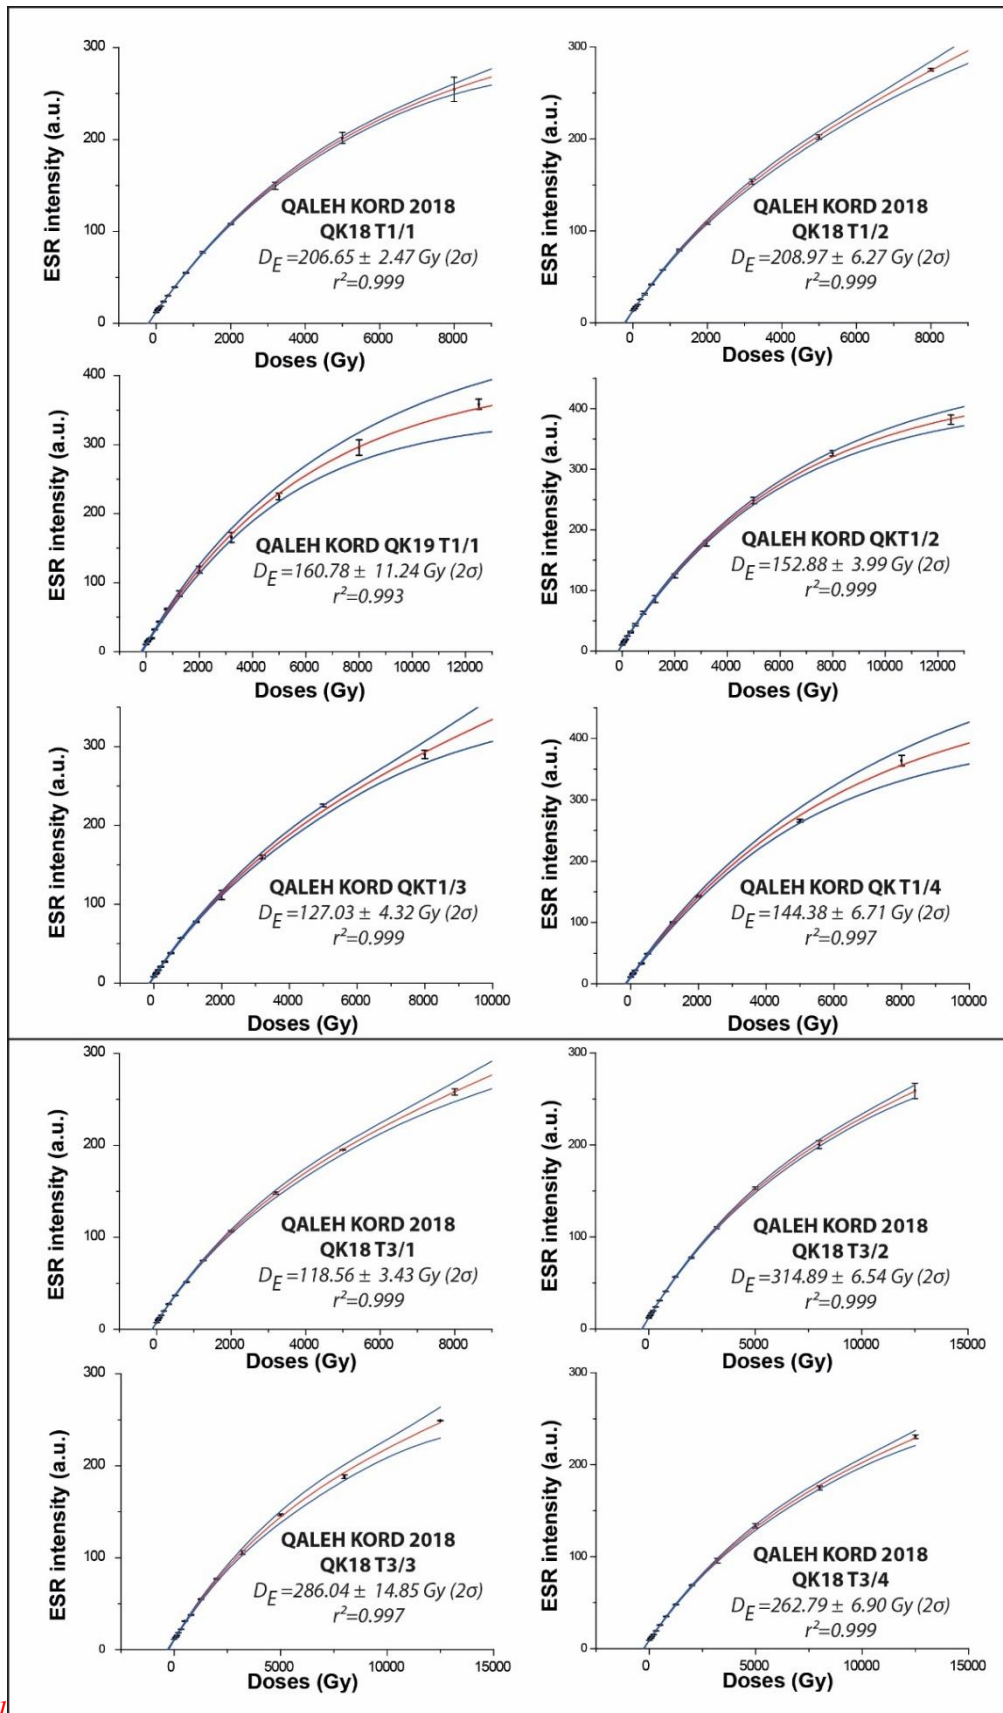 ESR intensity (a.u.)
300
200
100
0
QALEH KORD 2018
QK18 T1/1
D_E=206.65 ± 2.47 Gy (2σ)
r²=0.999
0 2000 4000 6000 8000
Doses (Gy)
ESR intensity (a.u.)
300
200
100
0
QALEH KORD 2018
QK18 T1/2
D_E=208.97 ± 6.27 Gy (2σ)
r²=0.999
0 2000 4000 6000 8000
Doses (Gy)
ESR intensity (a.u.)
400
300
200
100
0
QALEH KORD QK19 T1/1
D_E=160.78 ± 11.24 Gy (2σ)
r²=0.993
0 2000 4000 6000 8000 10000 12000
Doses (Gy)
ESR intensity (a.u.)
400
300
200
100
0
QALEH KORD QKT1/2
D_E=152.88 ± 3.99 Gy (2σ)
r²=0.999
0 2000 4000 6000 8000 10000 12000
Doses (Gy)
ESR intensity (a.u.)
300
200
100
0
QALEH KORD QKT1/3
D_E=127.03 ± 4.32 Gy (2σ)
r²=0.999
0 2000 4000 6000 8000 10000
Doses (Gy)
ESR intensity (a.u.)
400
300
200
100
0
QALEH KORD QK T1/4
D_E=144.38 ± 6.71 Gy (2σ)
r²=0.997
0 2000 4000 6000 8000 10000
Doses (Gy)
ESR intensity (a.u.)
300
200
100
0
QALEH KORD 2018
QK18 T3/1
D_E=118.56 ± 3.43 Gy (2σ)
r²=0.999
0 2000 4000 6000 8000
Doses (Gy)
ESR intensity (a.u.)
300
200
100
0
QALEH KORD 2018
QK18 T3/2
D_E=314.89 ± 6.54 Gy (2σ)
r²=0.999
0 5000 10000 15000
Doses (Gy)
ESR intensity (a.u.)
300
200
100
0
QALEH KORD 2018
QK18 T3/3
D_E=286.04 ± 14.85 Gy (2σ)
r²=0.997
0 5000 10000 15000
Doses (Gy)
ESR intensity (a.u.)
300
200
100
0
QALEH KORD 2018
QK18 T3/4
D_E=262.79 ± 6.90 Gy (2σ)
r²=0.999
0 5000 10000 15000
Doses (Gy)
1